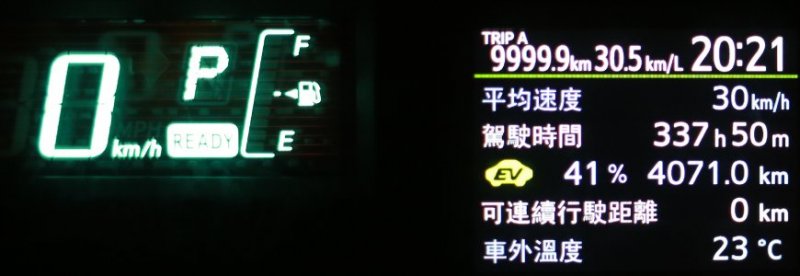 0 km/h
P
READY
F
E
TRIP A
9999.9km 30.5km/L 20:21
平均速度 30km/h
駕駛時間 337h50m
EV 41% 4071.0 km
可連續行駛距離 0 km
車外溫度 23 °C